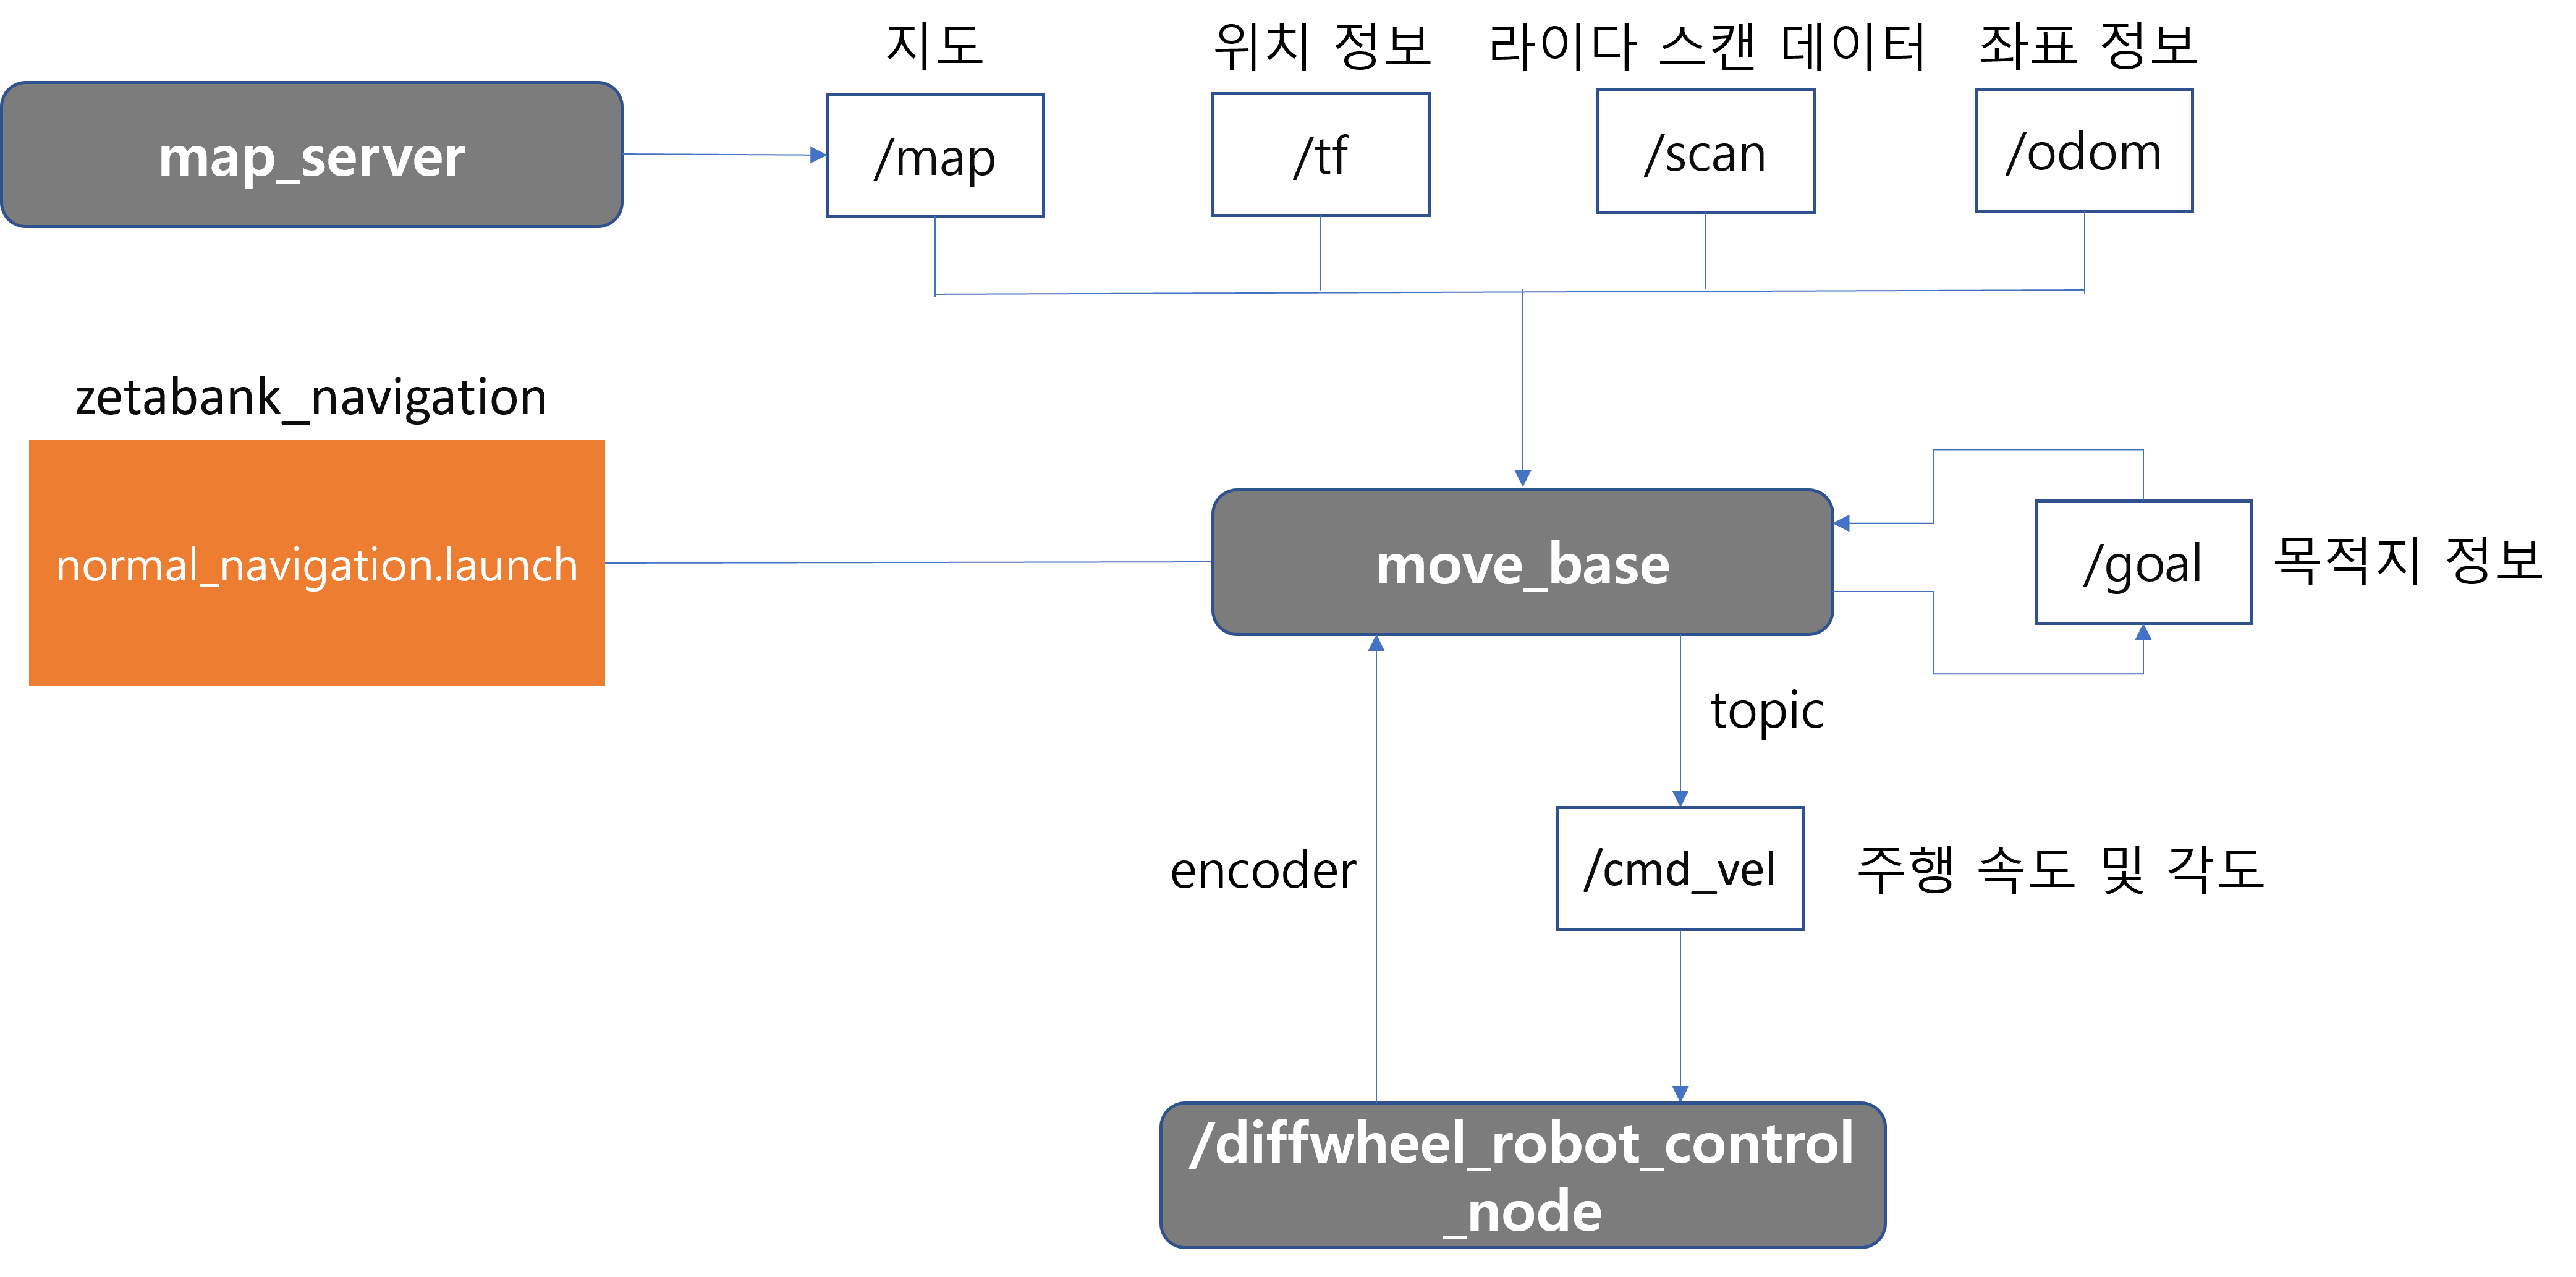 지도
위치 정보
라이다 스캔 데이터
좌표 정보
map_server
/map
/tf
/scan
/odom
zetabank_navigation
normal_navigation.launch
move_base
/goal
목적지 정보
topic
encoder
/cmd_vel
주행 속도 및 각도
/diffwheel_robot_control
_node